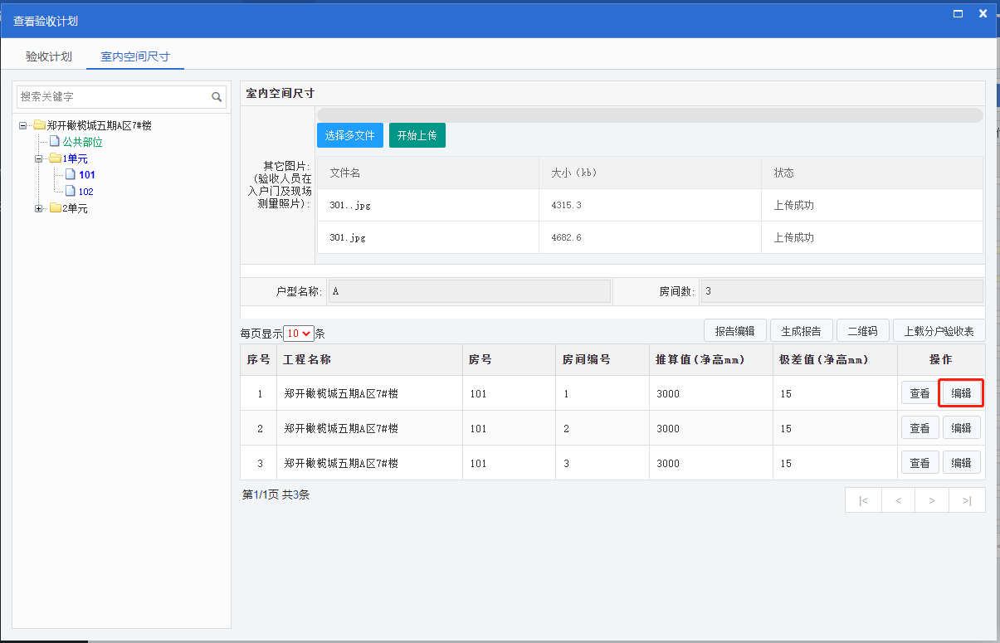 查看验收计划
验收计划 室内空间尺寸
搜索关键字
郑开橄榄城五期A区7#楼
公共部位
1单元
101
102
2单元
室内空间尺寸
选择多文件 开始上传
其它图片:
(验收人员在
入户门及现场
测量照片):
文件名 大小（kb） 状态
301..jpg 4315.3 上传成功
301.jpg 4682.6 上传成功
户型名称: A 房间数: 3
每页显示10条 报告编辑 生成报告 二维码 上载分户验收表
序号 工程名称 房号 房间编号 推算值(净高mm) 极差值(净高mm) 操作
1 郑开橄榄城五期A区7#楼 101 1 3000 15 查看 编辑
2 郑开橄榄城五期A区7#楼 101 2 3000 15 查看 编辑
3 郑开橄榄城五期A区7#楼 101 3 3000 15 查看 编辑
第1/1页 共3条 |< < > >|